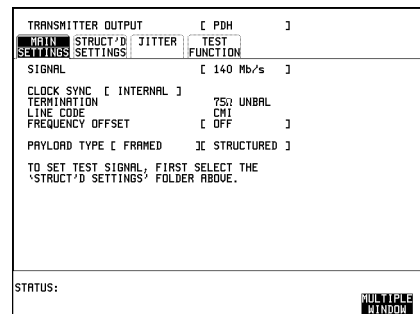 TRANSMITTER OUTPUT [ PDH ]
MAIN SETTINGS STRUCT'D SETTINGS JITTER TEST FUNCTION
SIGNAL [ 140 Mb/s ]
CLOCK SYNC [ INTERNAL ]
TERMINATION 75Ω UNBAL
LINE CODE CMI
FREQUENCY OFFSET [ OFF ]
PAYLOAD TYPE [ FRAMED ][ STRUCTURED ]
TO SET TEST SIGNAL, FIRST SELECT THE
'STRUCT'D SETTINGS' FOLDER ABOVE.
STATUS:
MULTIPLE
WINDOW